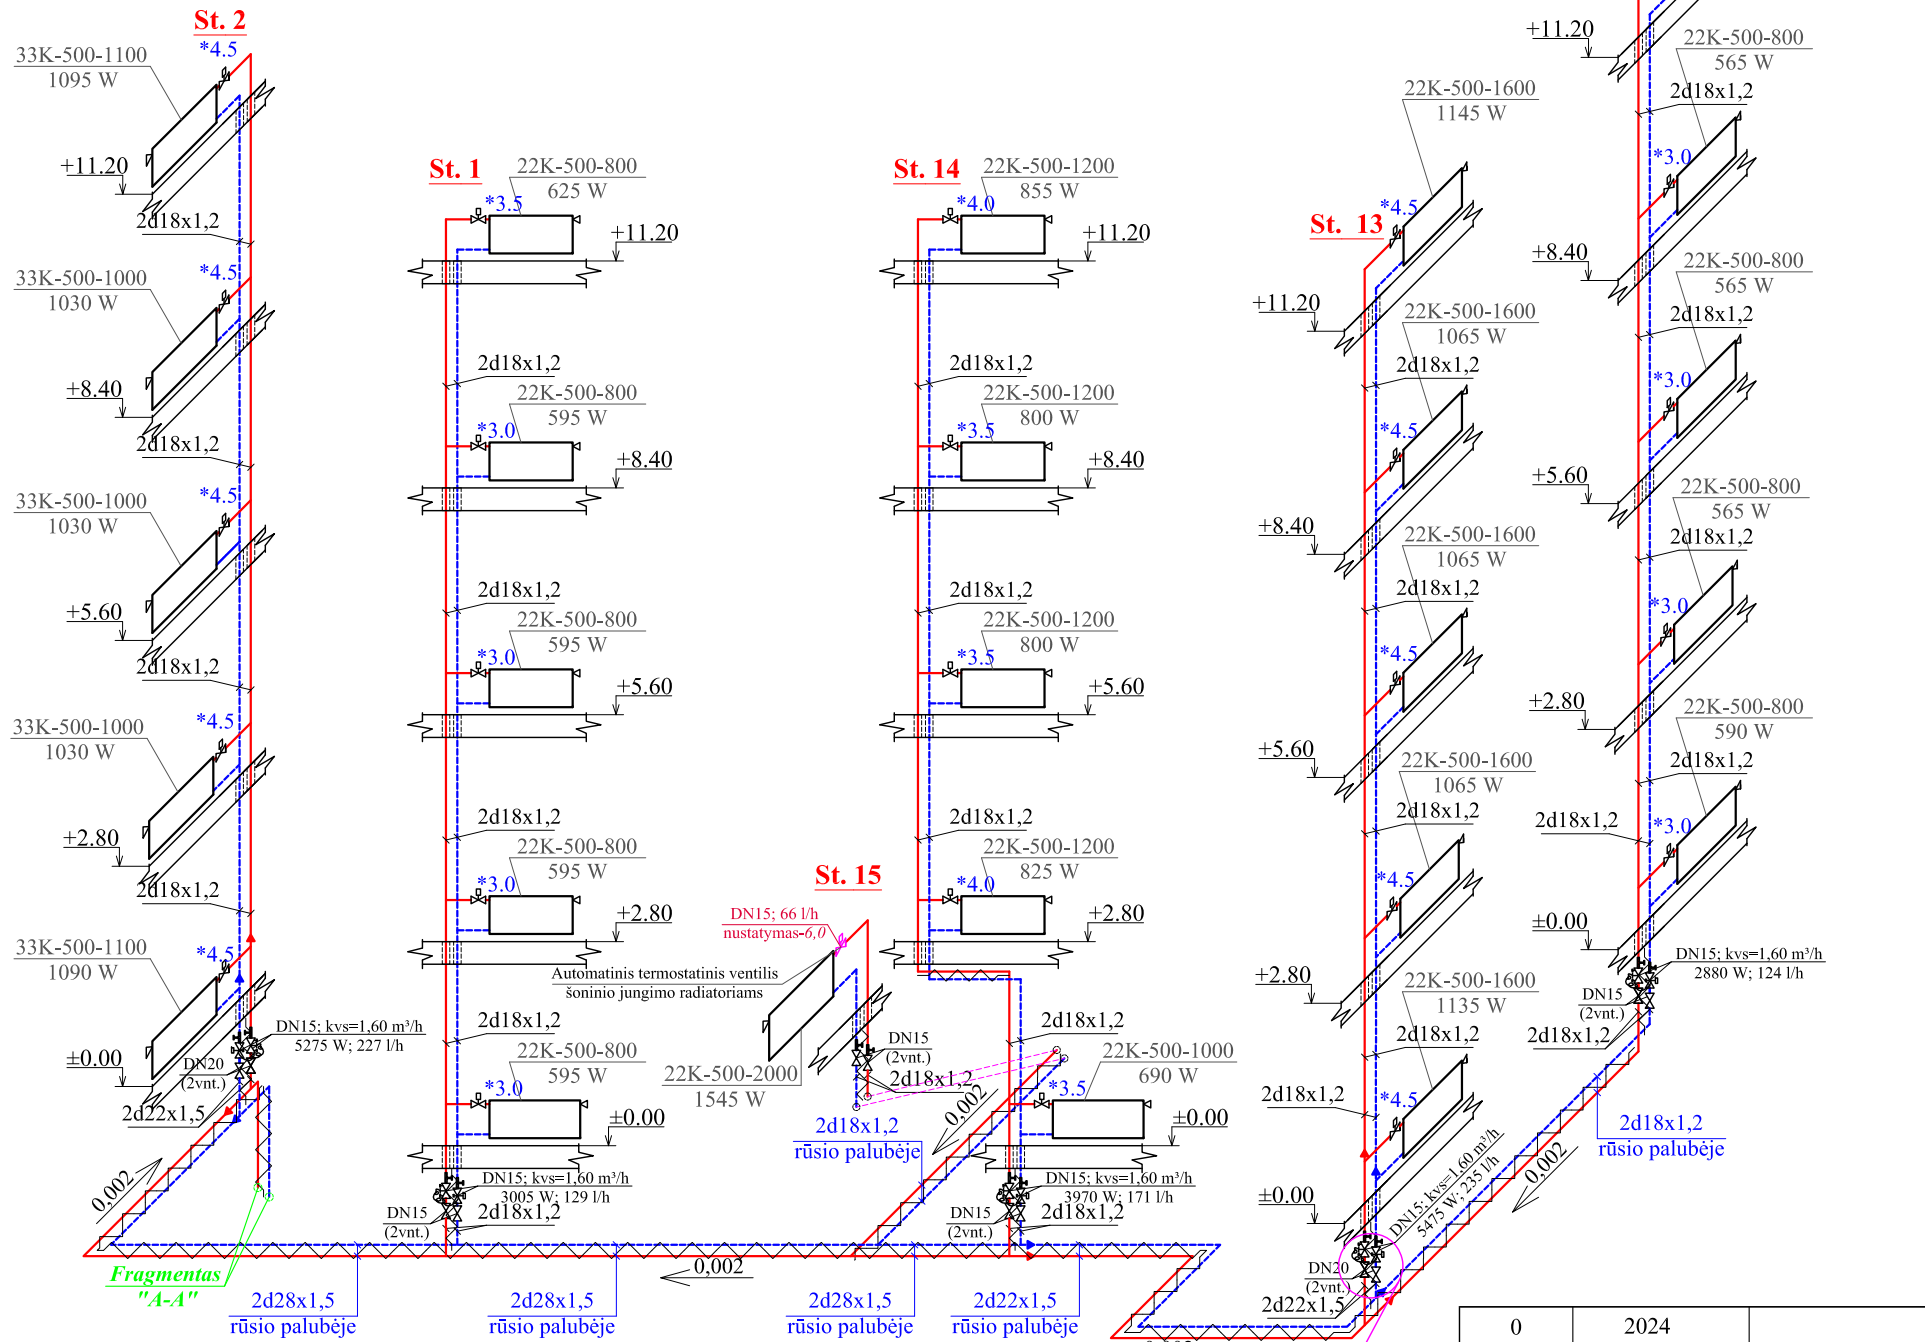 St. 2
*4.5
33K-500-1100
1095 W
+11.20
2d18x1,2
*4.5
33K-500-1000
1030 W
+8.40
2d18x1,2
*4.5
33K-500-1000
1030 W
+5.60
2d18x1,2
*4.5
33K-500-1000
1030 W
+2.80
2d18x1,2
*4.5
33K-500-1100
1090 W
±0.00
DN20
(2vnt.)
DN15; kvs=1,60 m³/h
5275 W; 227 l/h
2d22x1,5
0,002
Fragmentas
"A-A"
St. 1
22K-500-800
625 W
*3.5
+11.20
2d18x1,2
22K-500-800
595 W
*3.0
+8.40
2d18x1,2
22K-500-800
595 W
*3.0
+5.60
2d18x1,2
22K-500-800
595 W
*3.0
+2.80
2d18x1,2
22K-500-800
595 W
*3.0
±0.00
DN15; kvs=1,60 m³/h
3005 W; 129 l/h
DN15
(2vnt.)
2d18x1,2
2d28x1,5
rūsio palubėje
2d28x1,5
rūsio palubėje
0,002
St. 15
DN15; 66 l/h
nustatymas-6,0
Automatinis termostatinis ventilis
šoninio jungimo radiatoriams
22K-500-2000
1545 W
DN15
(2vnt.)
2d18x1,2
2d18x1,2
rūsio palubėje
0,002
2d28x1,5
rūsio palubėje
St. 14
22K-500-1200
855 W
*4.0
+11.20
2d18x1,2
22K-500-1200
800 W
*3.5
+8.40
2d18x1,2
22K-500-1200
800 W
*3.5
+5.60
2d18x1,2
22K-500-1200
825 W
*4.0
+2.80
2d18x1,2
22K-500-1000
690 W
*3.5
±0.00
DN15; kvs=1,60 m³/h
3970 W; 171 l/h
DN15
(2vnt.)
2d18x1,2
2d22x1,5
rūsio palubėje
St. 13
22K-500-1600
1145 W
*4.5
+11.20
22K-500-1600
1065 W
2d18x1,2
*4.5
+8.40
22K-500-1600
1065 W
2d18x1,2
*4.5
+5.60
22K-500-1600
1065 W
2d18x1,2
*4.5
+2.80
22K-500-1600
1135 W
2d18x1,2
2d18x1,2
*4.5
±0.00
DN15; kvs=1,60 m³/h
5475 W; 235 l/h
DN20
(2vnt.)
2d22x1,5
0,002
+11.20
22K-500-800
565 W
2d18x1,2
*3.0
+8.40
22K-500-800
565 W
2d18x1,2
*3.0
+5.60
22K-500-800
565 W
2d18x1,2
*3.0
+2.80
22K-500-800
590 W
2d18x1,2
2d18x1,2
*3.0
±0.00
DN15; kvs=1,60 m³/h
2880 W; 124 l/h
DN15
(2vnt.)
2d18x1,2
2d18x1,2
rūsio palubėje
0 2024